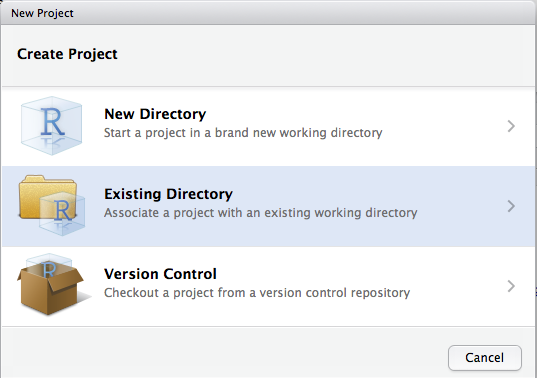 New Project
Create Project
R
New Directory
Start a project in a brand new working directory
R
Existing Directory
Associate a project with an existing working directory
R
Version Control
Checkout a project from a version control repository
Cancel